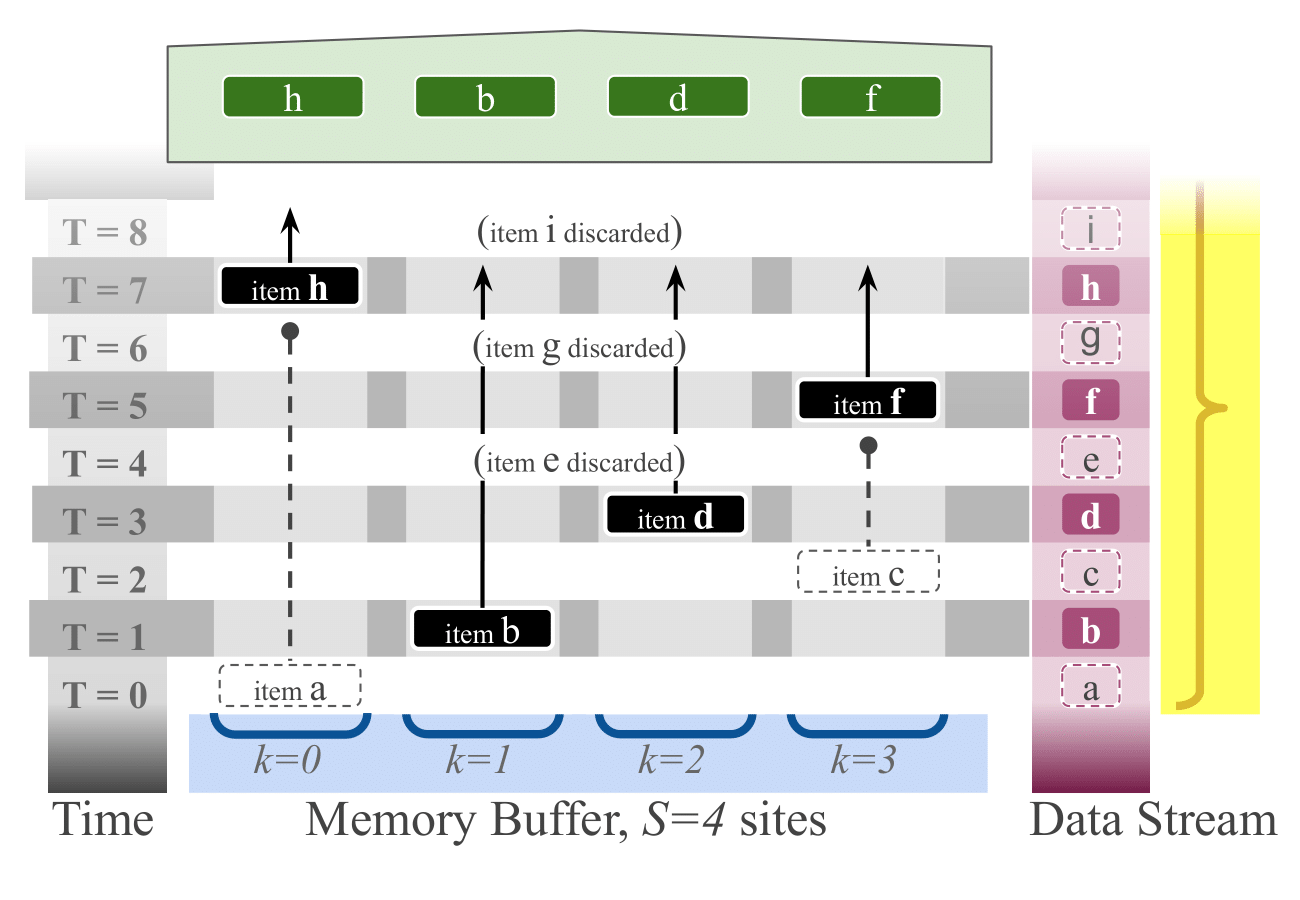 h b d f
T = 8 (item i discarded) i
T = 7 item h h
T = 6 (item g discarded) g
T = 5 item f f
T = 4 (item e discarded) e
T = 3 item d d
T = 2 item c c
T = 1 item b b
T = 0 item a a
k=0 k=1 k=2 k=3
Time Memory Buffer, S=4 sites Data Stream